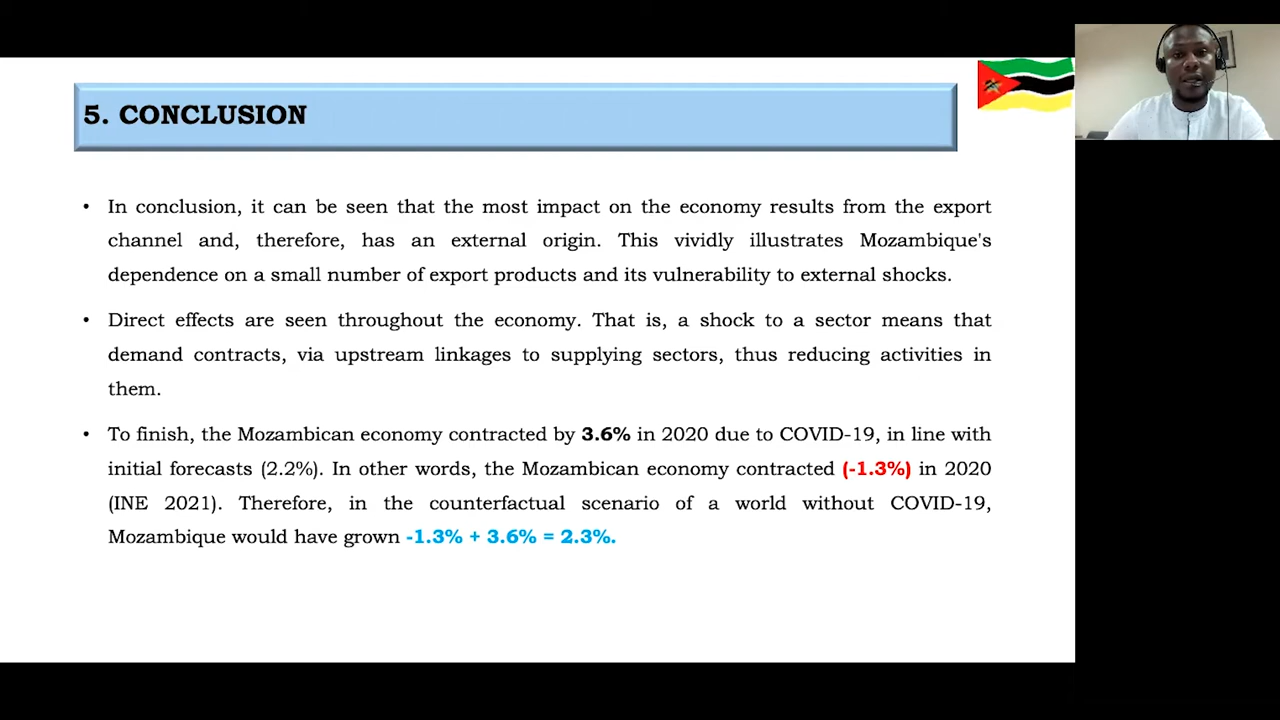 5. CONCLUSION
• In conclusion, it can be seen that the most impact on the economy results from the export
channel and, therefore, has an external origin. This vividly illustrates Mozambique's
dependence on a small number of export products and its vulnerability to external shocks.
• Direct effects are seen throughout the economy. That is, a shock to a sector means that
demand contracts, via upstream linkages to supplying sectors, thus reducing activities in
them.
• To finish, the Mozambican economy contracted by 3.6% in 2020 due to COVID-19, in line with
initial forecasts (2.2%). In other words, the Mozambican economy contracted (-1.3%) in 2020
(INE 2021). Therefore, in the counterfactual scenario of a world without COVID-19,
Mozambique would have grown -1.3% + 3.6% = 2.3%.